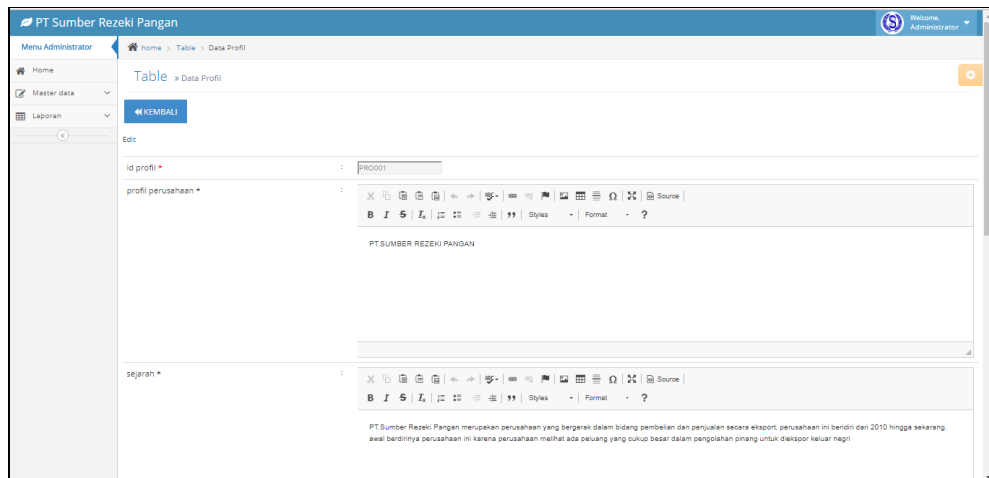 PT Sumber Rezeki Pangan
Welcome,
Administrator
Menu Administrator
home > Table > Data Profil
Home
Master data
Laporan
Table » Data Profil
KEMBALI
Edit
id profil * : PRO001
profil perusahaan * :
Source
B I S Ix Styles Format ?
PT.SUMBER REZEKI PANGAN
sejarah * :
Source
B I S Ix Styles Format ?
PT.Sumber Rezeki Pangan merupakan perusahaan yang bergerak dalam bidang pembelian dan penjualan secara eksport, perusahaan ini beridiri dari 2010 hingga sekarang.
awal berdirinya perusahaan ini karena perusahaan melihat ada peluang yang cukup besar dalam pengolahan pinang untuk diekspor keluar negri